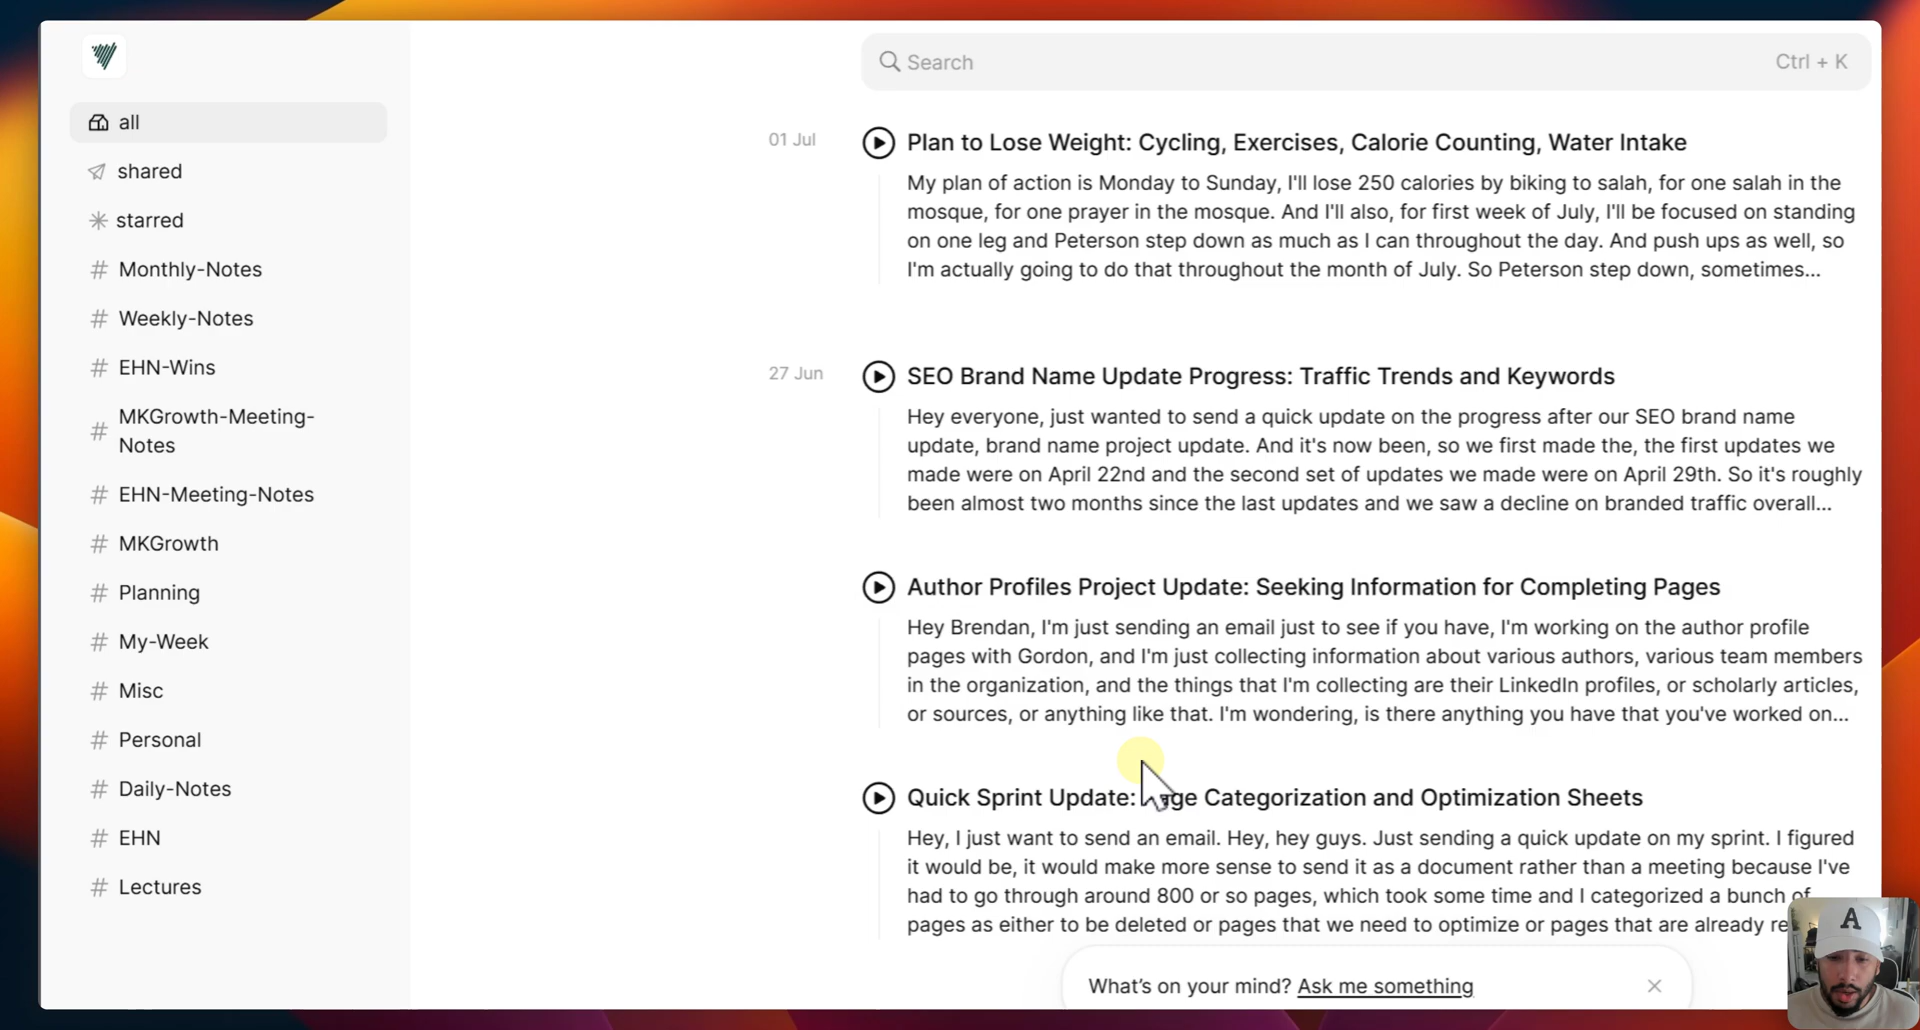 Search
Ctrl + K
all
shared
starred
Monthly-Notes
Weekly-Notes
EHN-Wins
MKGrowth-Meeting-
Notes
EHN-Meeting-Notes
MKGrowth
Planning
My-Week
Misc
Personal
Daily-Notes
EHN
Lectures
01 Jul
Plan to Lose Weight: Cycling, Exercises, Calorie Counting, Water Intake
My plan of action is Monday to Sunday, I'll lose 250 calories by biking to salah, for one salah in the
mosque, for one prayer in the mosque. And I'll also, for first week of July, I'll be focused on standing
on one leg and Peterson step down as much as I can throughout the day. And push ups as well, so
I'm actually going to do that throughout the month of July. So Peterson step down, sometimes...
27 Jun
SEO Brand Name Update Progress: Traffic Trends and Keywords
Hey everyone, just wanted to send a quick update on the progress after our SEO brand name
update, brand name project update. And it's now been, so we first made the, the first updates we
made were on April 22nd and the second set of updates we made were on April 29th. So it's roughly
been almost two months since the last updates and we saw a decline on branded traffic overall...
Author Profiles Project Update: Seeking Information for Completing Pages
Hey Brendan, I'm just sending an email just to see if you have, I'm working on the author profile
pages with Gordon, and I'm just collecting information about various authors, various team members
in the organization, and the things that I'm collecting are their LinkedIn profiles, or scholarly articles,
or sources, or anything like that. I'm wondering, is there anything you have that you've worked on...
Quick Sprint Update: Categorization and Optimization Sheets
Hey, I just want to send an email. Hey, hey guys. Just sending a quick update on my sprint. I figured
it would be, it would make more sense to send it as a document rather than a meeting because I've
had to go through around 800 or so pages, which took some time and I categorized a bunch of
pages as either to be deleted or pages that we need to optimize or pages that are already
What's on your mind? Ask me something
A